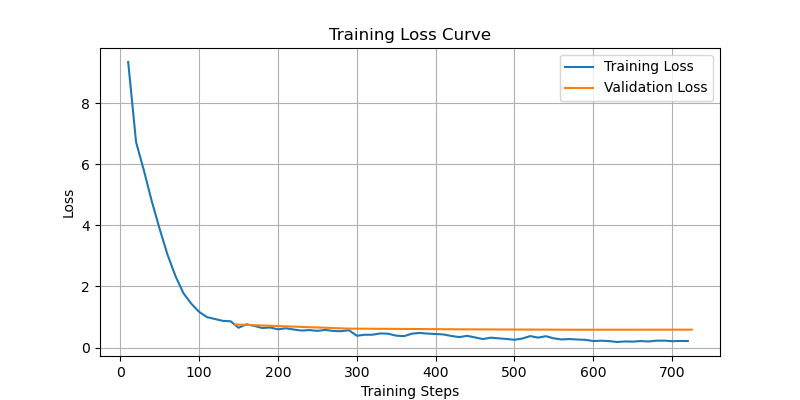 Training Loss Curve
Training Loss
Validation Loss
Loss
8
6
4
2
0
0 100 200 300 400 500 600 700
Training Steps